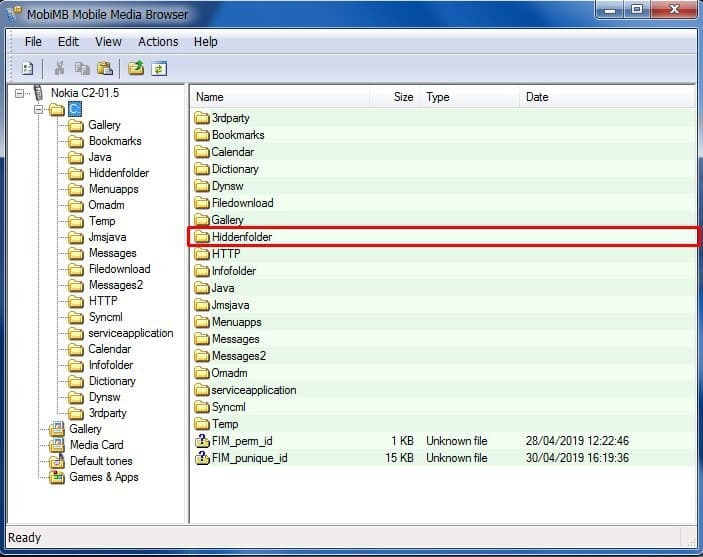 MobiMB Mobile Media Browser
File Edit View Actions Help
Nokia C2-01.5
C:
Gallery
Bookmarks
Java
Hiddenfolder
Menuapps
Omadm
Temp
Jmsjava
Messages
Filedownload
Messages2
HTTP
Syncml
serviceapplication
Calendar
Infofolder
Dictionary
Dynsw
3rdparty
Gallery
Media Card
Default tones
Games & Apps
Name Size Type Date
3rdparty
Bookmarks
Calendar
Dictionary
Dynsw
Filedownload
Gallery
Hiddenfolder
HTTP
Infofolder
Java
Jmsjava
Menuapps
Messages
Messages2
Omadm
serviceapplication
Syncml
Temp
FIM_perm_id 1 KB Unknown file 28/04/2019 12:22:46
FIM_punique_id 15 KB Unknown file 30/04/2019 16:19:36
Ready